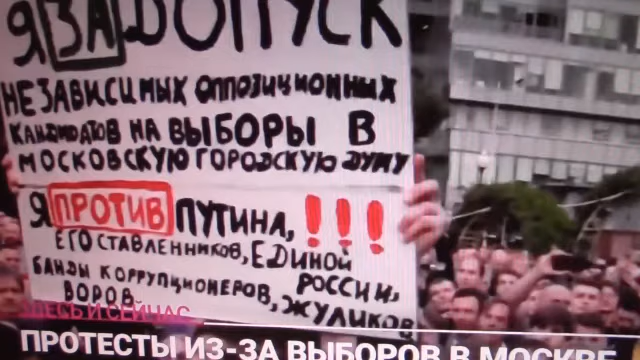 Я ЗА ДОПУСК
НЕЗАВИСИМЫХ ОППОЗИЦИОННЫХ
КАНДИДАТОВ НА ВЫБОРЫ В
МОСКОВСКУЮ ГОРОДСКУЮ ДУМУ
Я ПРОТИВ ПУТИНА, !!!
ЕГО СТАВЛЕННИКОВ, ЕДИНОЙ
РОССИИ,
БАНДЫ КОРРУПЦИОНЕРОВ, ЖУЛИКОВ,
ВОРОВ.
ЗДЕСЬ И СЕЙЧАС
ПРОТЕСТЫ ИЗ-ЗА ВЫБОРОВ В МОСКВЕ